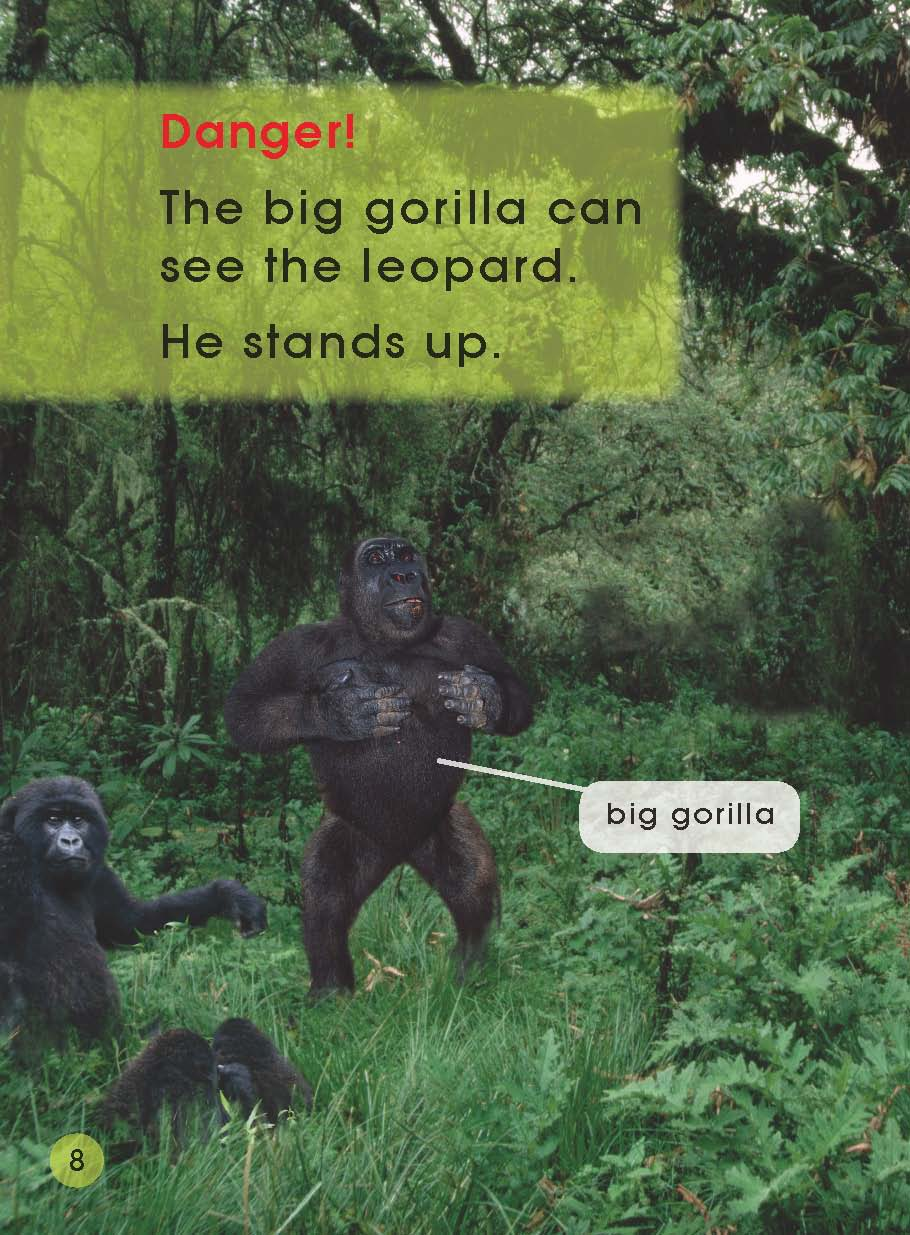 Danger!
The big gorilla can
see the leopard.
He stands up.
big gorilla
8